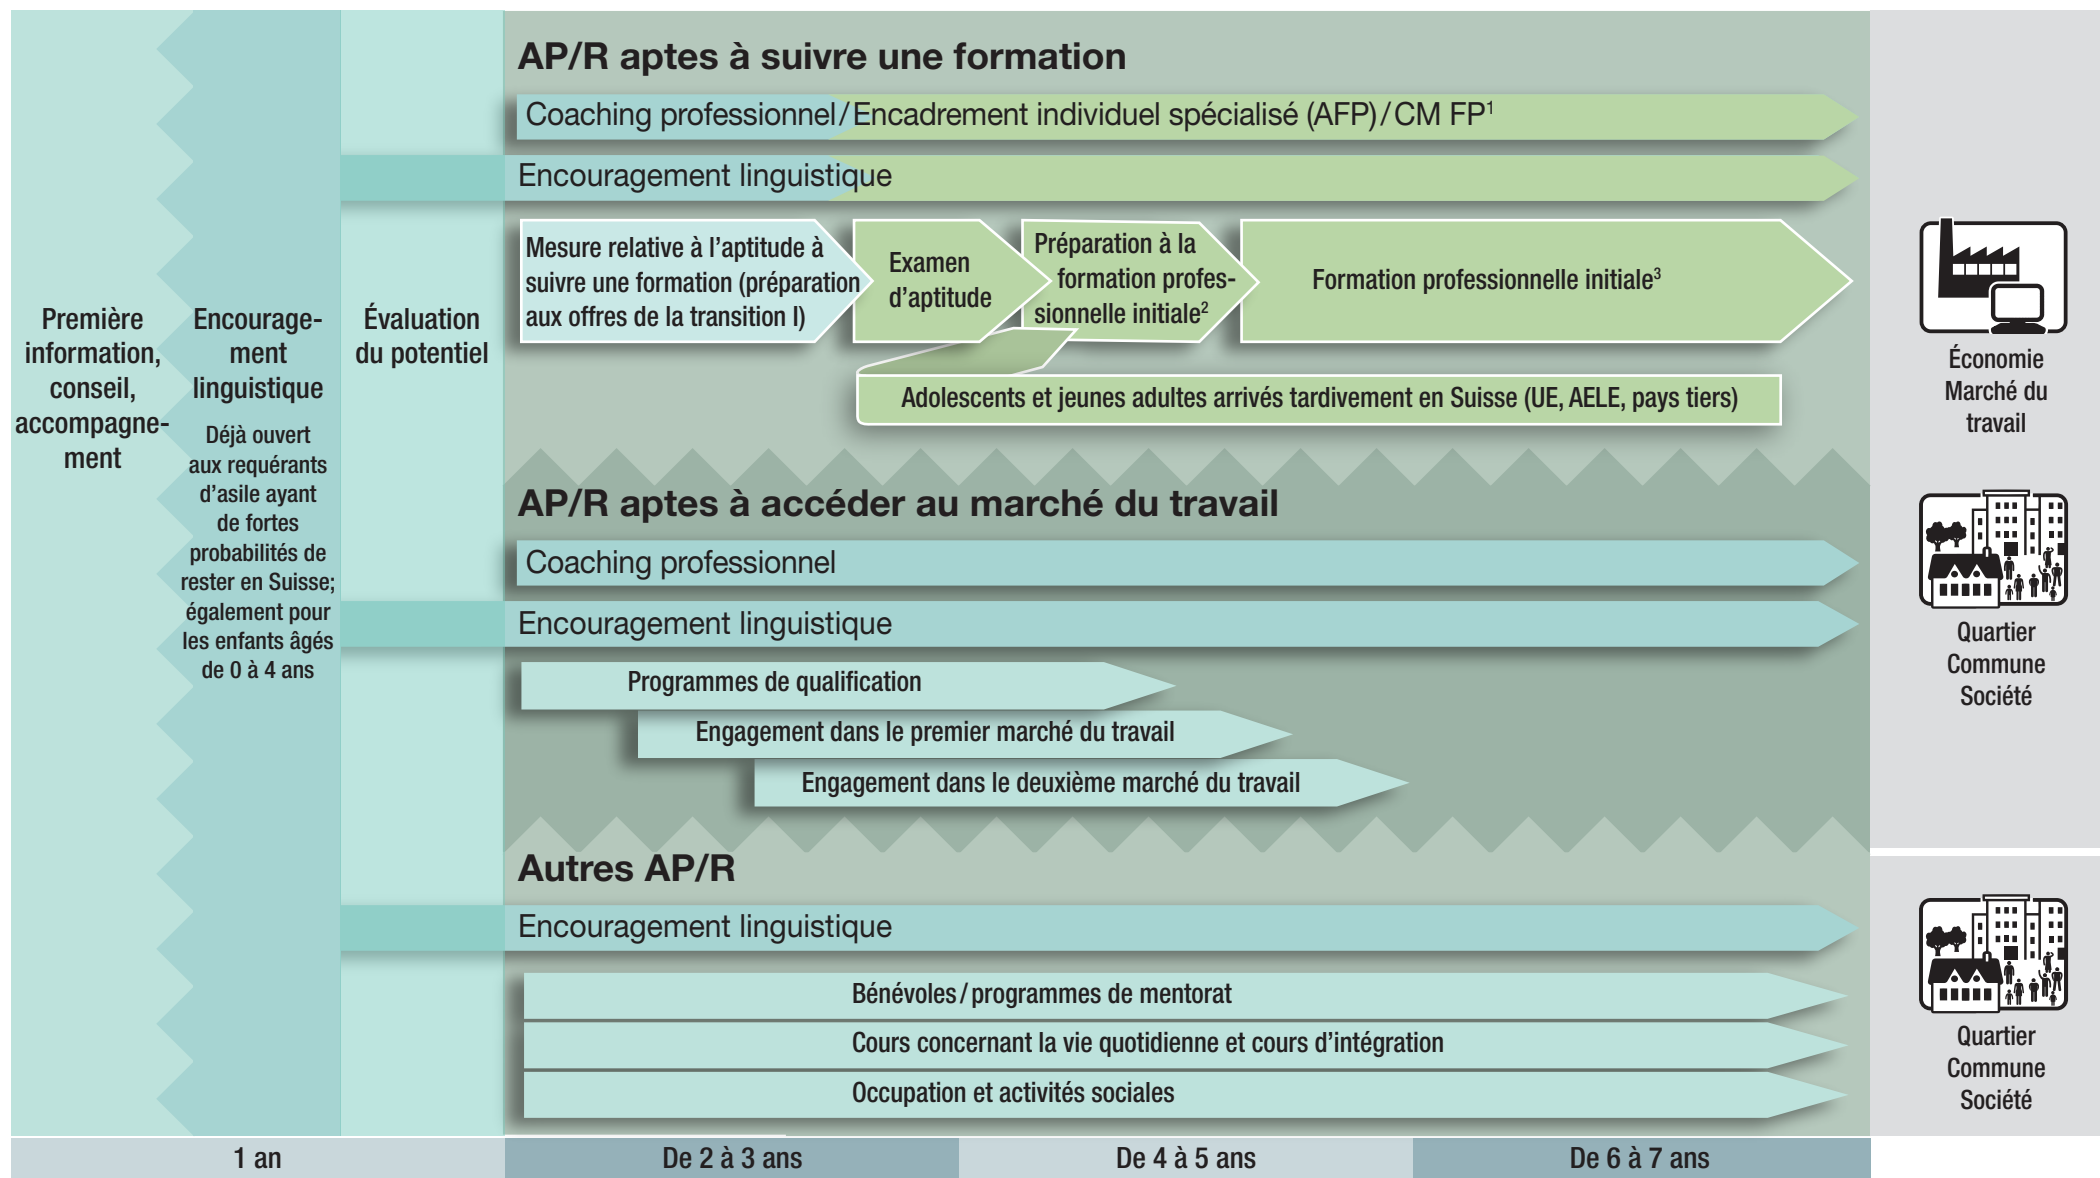 Première
information,
conseil,
accompagne-
ment
Encourage-
ment
linguistique
Déjà ouvert
aux requérants
d'asile ayant
de fortes
probabilités de
rester en Suisse;
également pour
les enfants âgés
de 0 à 4 ans
Évaluation
du potentiel
AP/R aptes à suivre une formation
Coaching professionnel/Encadrement individuel spécialisé (AFP)/CM FP¹
Encouragement linguistique
Mesure relative à l'aptitude à
suivre une formation (préparation
aux offres de la transition I)
Examen
d'aptitude
Préparation à la
formation profes-
sionnelle initiale²
Formation professionnelle initiale³
Adolescents et jeunes adultes arrivés tardivement en Suisse (UE, AELE, pays tiers)
AP/R aptes à accéder au marché du travail
Coaching professionnel
Encouragement linguistique
Programmes de qualification
Engagement dans le premier marché du travail
Engagement dans le deuxième marché du travail
Autres AP/R
Encouragement linguistique
Bénévoles/programmes de mentorat
Cours concernant la vie quotidienne et cours d'intégration
Occupation et activités sociales
Économie
Marché du
travail
Quartier
Commune
Société
Quartier
Commune
Société
1 an
De 2 à 3 ans
De 4 à 5 ans
De 6 à 7 ans